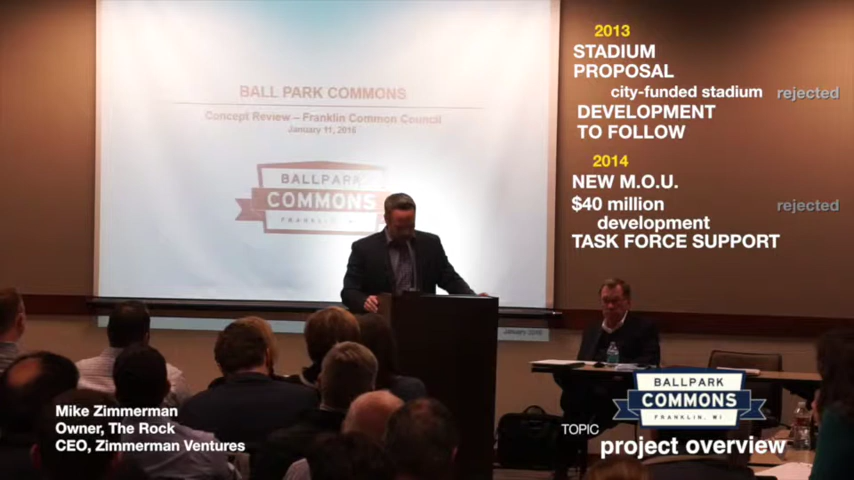 BALL PARK COMMONS
Concept Review – Franklin Common Council
January 11, 2016
BALLPARK
COMMONS
FRANKLIN, WI
January 2016
2013
STADIUM
PROPOSAL
city-funded stadium rejected
DEVELOPMENT
TO FOLLOW
2014
NEW M.O.U.
$40 million rejected
development
TASK FORCE SUPPORT
Mike Zimmerman
Owner, The Rock
CEO, Zimmerman Ventures
BALLPARK
COMMONS
FRANKLIN, WI
TOPIC
project overview